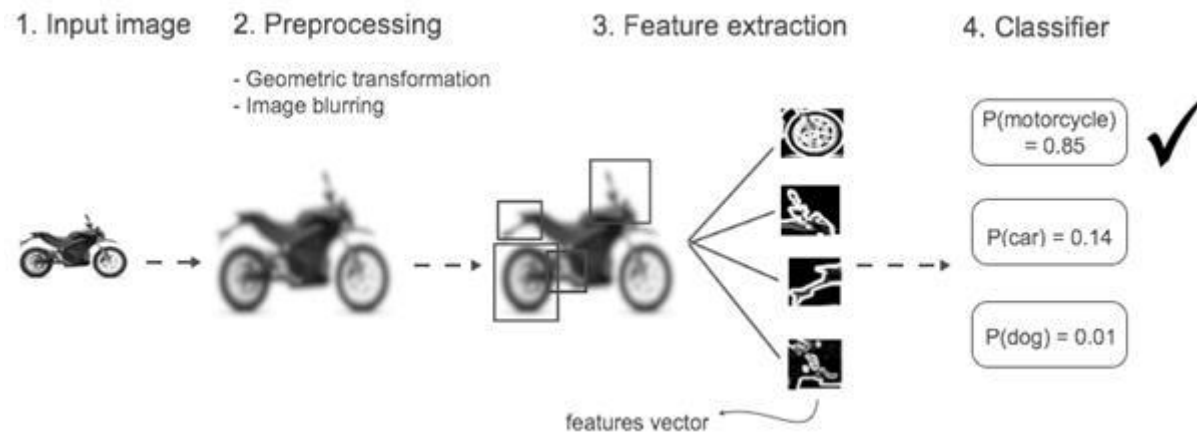 1. Input image
2. Preprocessing
- Geometric transformation
- Image blurring
3. Feature extraction
features vector
4. Classifier
P(motorcycle)
= 0.85
P(car) = 0.14
P(dog) = 0.01